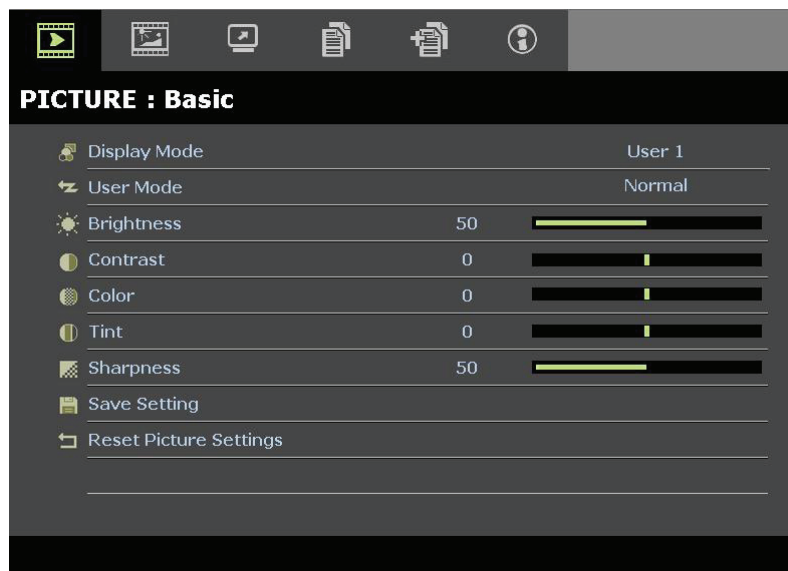 PICTURE : Basic
Display Mode User 1
User Mode Normal
Brightness 50
Contrast 0
Color 0
Tint 0
Sharpness 50
Save Setting
Reset Picture Settings